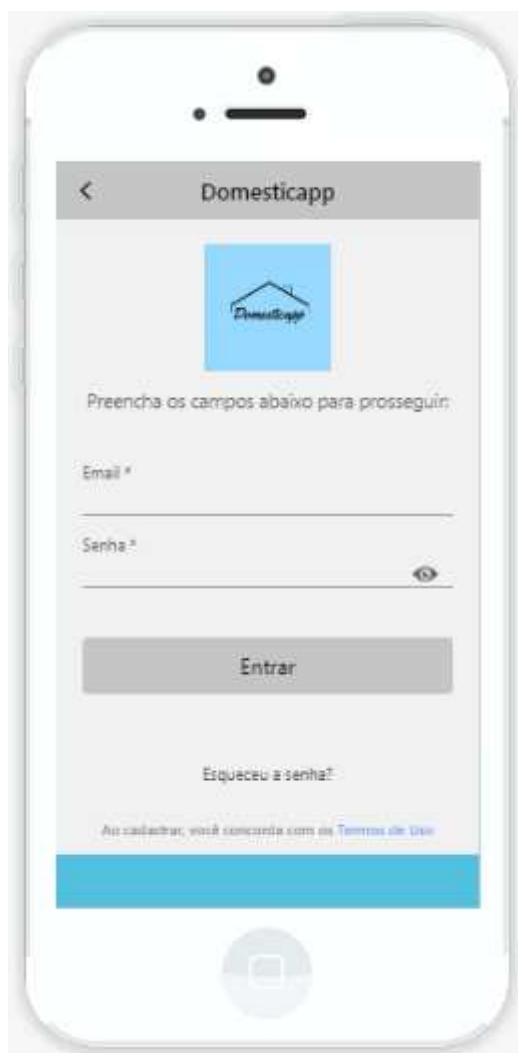 Domesticapp
Domesticapp
Preencha os campos abaixo para prosseguir:
Email *
Senha *
Entrar
Esqueceu a senha?
Ao cadastrar, você concorda com os Termos de Uso